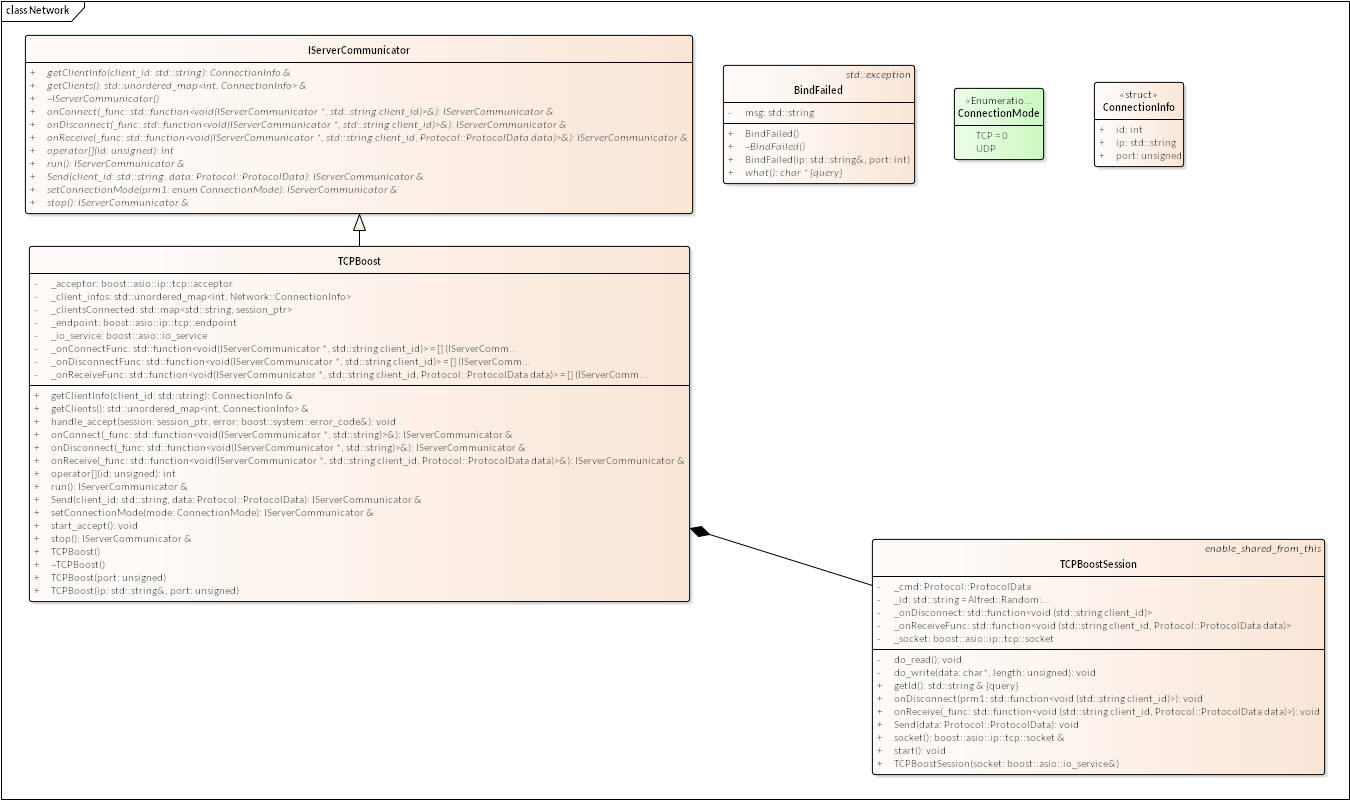 class Network
IServerCommunicator
+ getClientInfo(client_id: std::string): ConnectionInfo &
+ getClients(): std::unordered_map<int, ConnectionInfo> &
+ ~IServerCommunicator()
+ onConnect(_func: std::function<void(IServerCommunicator *, std::string client_id)>&): IServerCommunicator &
+ onDisconnect(_func: std::function<void(IServerCommunicator *, std::string client_id)>&): IServerCommunicator &
+ onReceive(_func: std::function<void(IServerCommunicator *, std::string client_id, Protocol::ProtocolData data)>&): IServerCommunicator &
+ operator[](id: unsigned): int
+ run(): IServerCommunicator &
+ Send(client_id: std::string, data: Protocol::ProtocolData): IServerCommunicator &
+ setConnectionMode(prm1: enum ConnectionMode): IServerCommunicator &
+ stop(): IServerCommunicator &
std::exception
BindFailed
- msg: std::string
+ BindFailed()
+ ~BindFailed()
+ BindFailed(ip: std::string&, port: int)
+ what(): char * {query}
«Enumeratio...
ConnectionMode
TCP = 0
UDP
«struct»
ConnectionInfo
+ id: int
+ ip: std::string
+ port: unsigned
TCPBoost
- _acceptor: boost::asio::ip::tcp::acceptor
- _client_infos: std::unordered_map<int, Network::ConnectionInfo>
- _clientsConnected: std::map<std::string, session_ptr>
- _endpoint: boost::asio::ip::tcp::endpoint
- _io_service: boost::asio::io_service
- _onConnectFunc: std::function<void(IServerCommunicator *, std::string client_id)> = [] (IServerComm...
- _onDisconnectFunc: std::function<void(IServerCommunicator *, std::string client_id)> = [] (IServerComm...
- _onReceiveFunc: std::function<void(IServerCommunicator *, std::string client_id, Protocol::ProtocolData data)> = [] (IServerComm...
+ getClientInfo(client_id: std::string): ConnectionInfo &
+ getClients(): std::unordered_map<int, ConnectionInfo> &
+ handle_accept(session: session_ptr, error: boost::system::error_code&): void
+ onConnect(_func: std::function<void(IServerCommunicator *, std::string)>&): IServerCommunicator &
+ onDisconnect(_func: std::function<void(IServerCommunicator *, std::string)>&): IServerCommunicator &
+ onReceive(_func: std::function<void(IServerCommunicator *, std::string client_id, Protocol::ProtocolData data)>&): IServerCommunicator &
+ operator[](id: unsigned): int
+ run(): IServerCommunicator &
+ Send(client_id: std::string, data: Protocol::ProtocolData): IServerCommunicator &
+ setConnectionMode(mode: ConnectionMode): IServerCommunicator &
+ start_accept(): void
+ stop(): IServerCommunicator &
+ TCPBoost()
+ ~TCPBoost()
+ TCPBoost(port: unsigned)
+ TCPBoost(ip: std::string&, port: unsigned)
enable_shared_from_this
TCPBoostSession
- _cmd: Protocol::ProtocolData
- _id: std::string = Alfred::Random:...
- _onDisconnect: std::function<void (std::string client_id)>
- _onReceiveFunc: std::function<void (std::string client_id, Protocol::ProtocolData data)>
- _socket: boost::asio::ip::tcp::socket
- do_read(): void
- do_write(data: char*, length: unsigned): void
+ getId(): std::string & {query}
+ onDisconnect(prm1: std::function<void (std::string client_id)>): void
+ onReceive(_func: std::function<void (std::string client_id, Protocol::ProtocolData data)>): void
+ Send(data: Protocol::ProtocolData): void
+ socket(): boost::asio::ip::tcp::socket &
+ start(): void
+ TCPBoostSession(socket: boost::asio::io_service&)